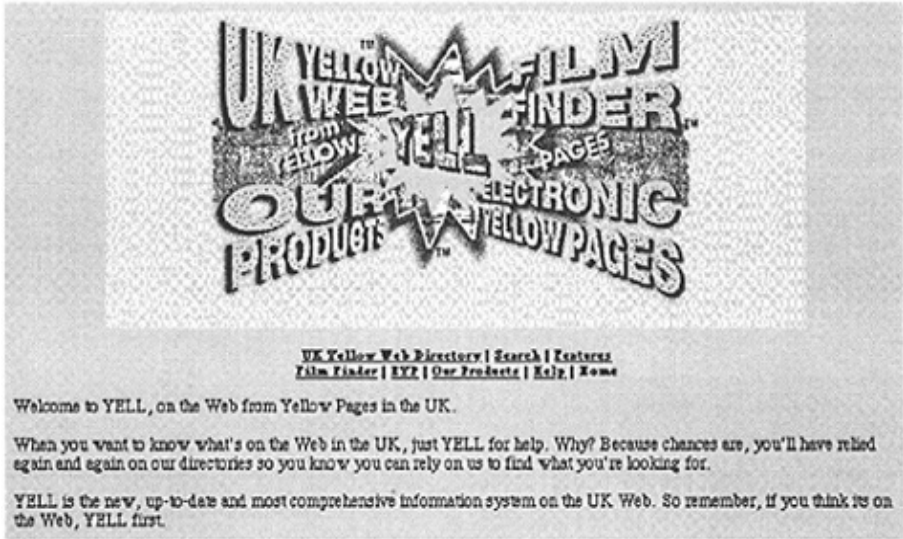 UK YELLOW WEB™
from YELLOW
YELL™
FILM FINDER™
PAGES
OUR PRODUCTS
ELECTRONIC YELLOW PAGES
UK Yellow Web Directory | Search | Features
Film Finder | EYP | Our Products | Help | Home
Welcome to YELL, on the Web from Yellow Pages in the UK.
When you want to know what's on the Web in the UK, just YELL for help. Why? Because chances are, you'll have relied
again and again on our directories so you know you can rely on us to find what you're looking for.
YELL is the new, up-to-date and most comprehensive information system on the UK Web. So remember, if you think its on
the Web, YELL first.